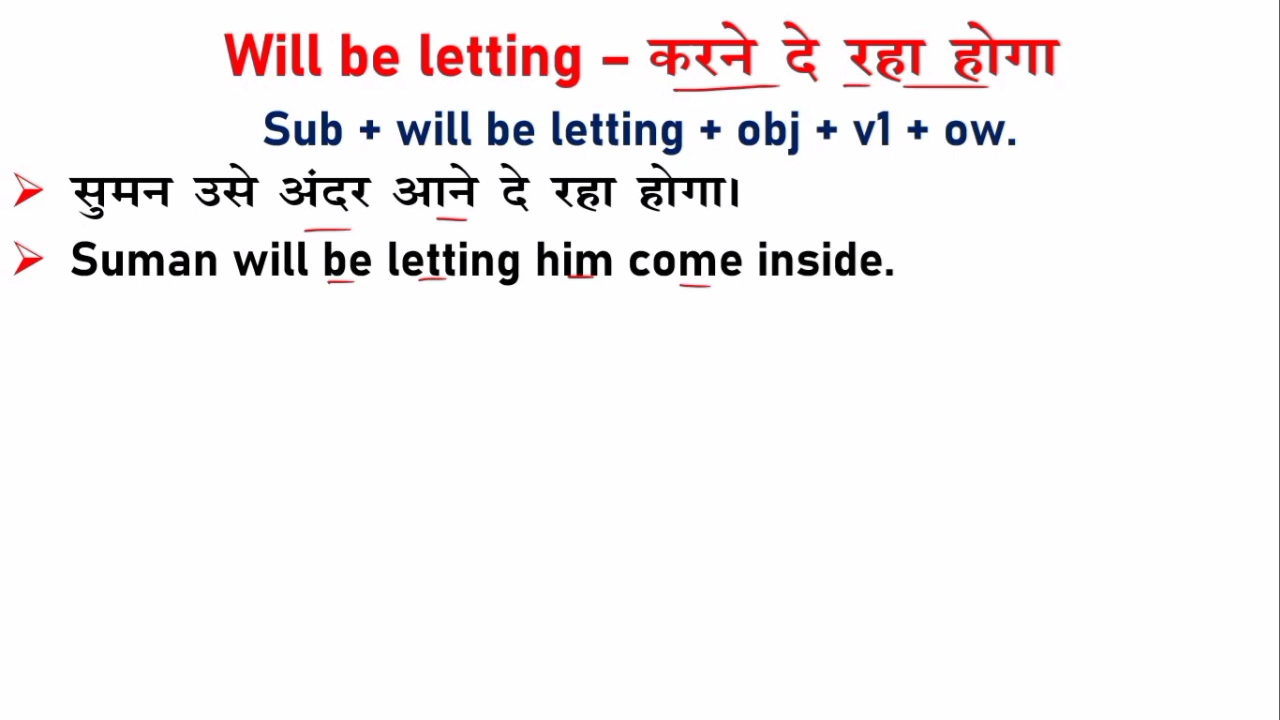 Will be letting – करने दे रहा होगा
Sub + will be letting + obj + v1 + ow.
➢ सुमन उसे अंदर आने दे रहा होगा।
➢ Suman will be letting him come inside.